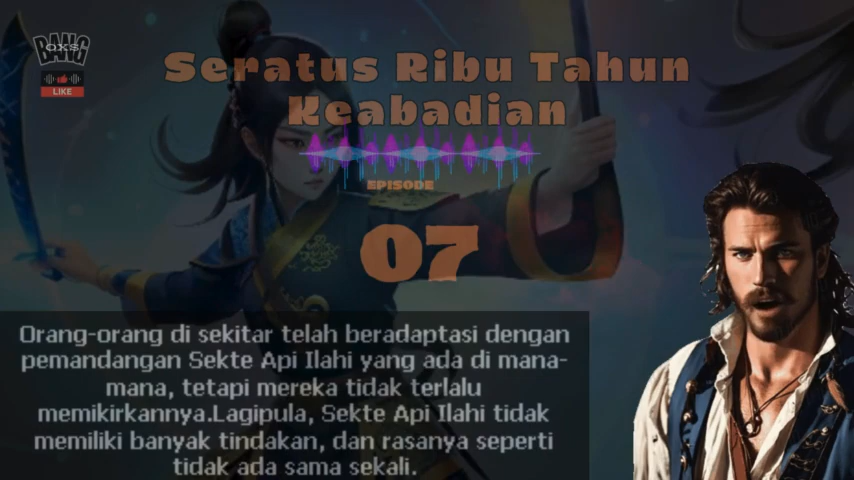 BANG
OXS
LIKE
Seratus Ribu Tahun
Keabadian
EPISODE
07
Orang-orang di sekitar telah beradaptasi dengan
pemandangan Sekte Api Ilahi yang ada di mana-
mana, tetapi mereka tidak terlalu
memikirkannya.Lagipula, Sekte Api Ilahi tidak
memiliki banyak tindakan, dan rasanya seperti
tidak ada sama sekali.